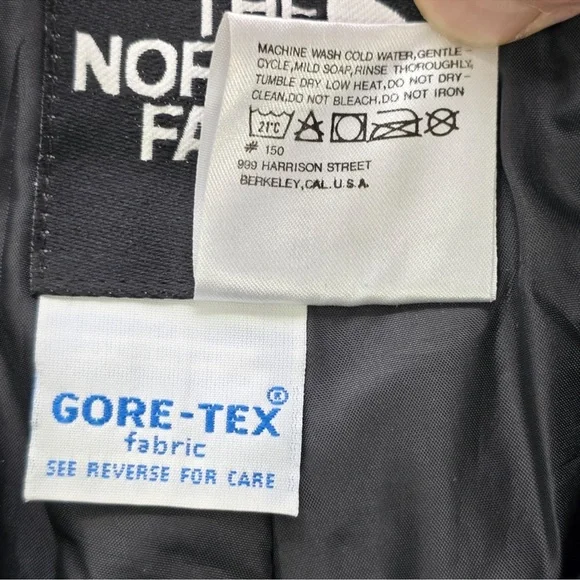 THE
NOR
FA
MACHINE WASH COLD WATER,GENTLE-
CYCLE,MILD SOAP,RINSE THOROUGHLY,
TUMBLE DRY LOW HEAT,DO NOT DRY-
CLEAN,DO NOT BLEACH,DO NOT IRON
21°C
# 150
999 HARRISON STREET
BERKELEY,CAL.U.S.A.
GORE-TEX®
fabric
SEE REVERSE FOR CARE